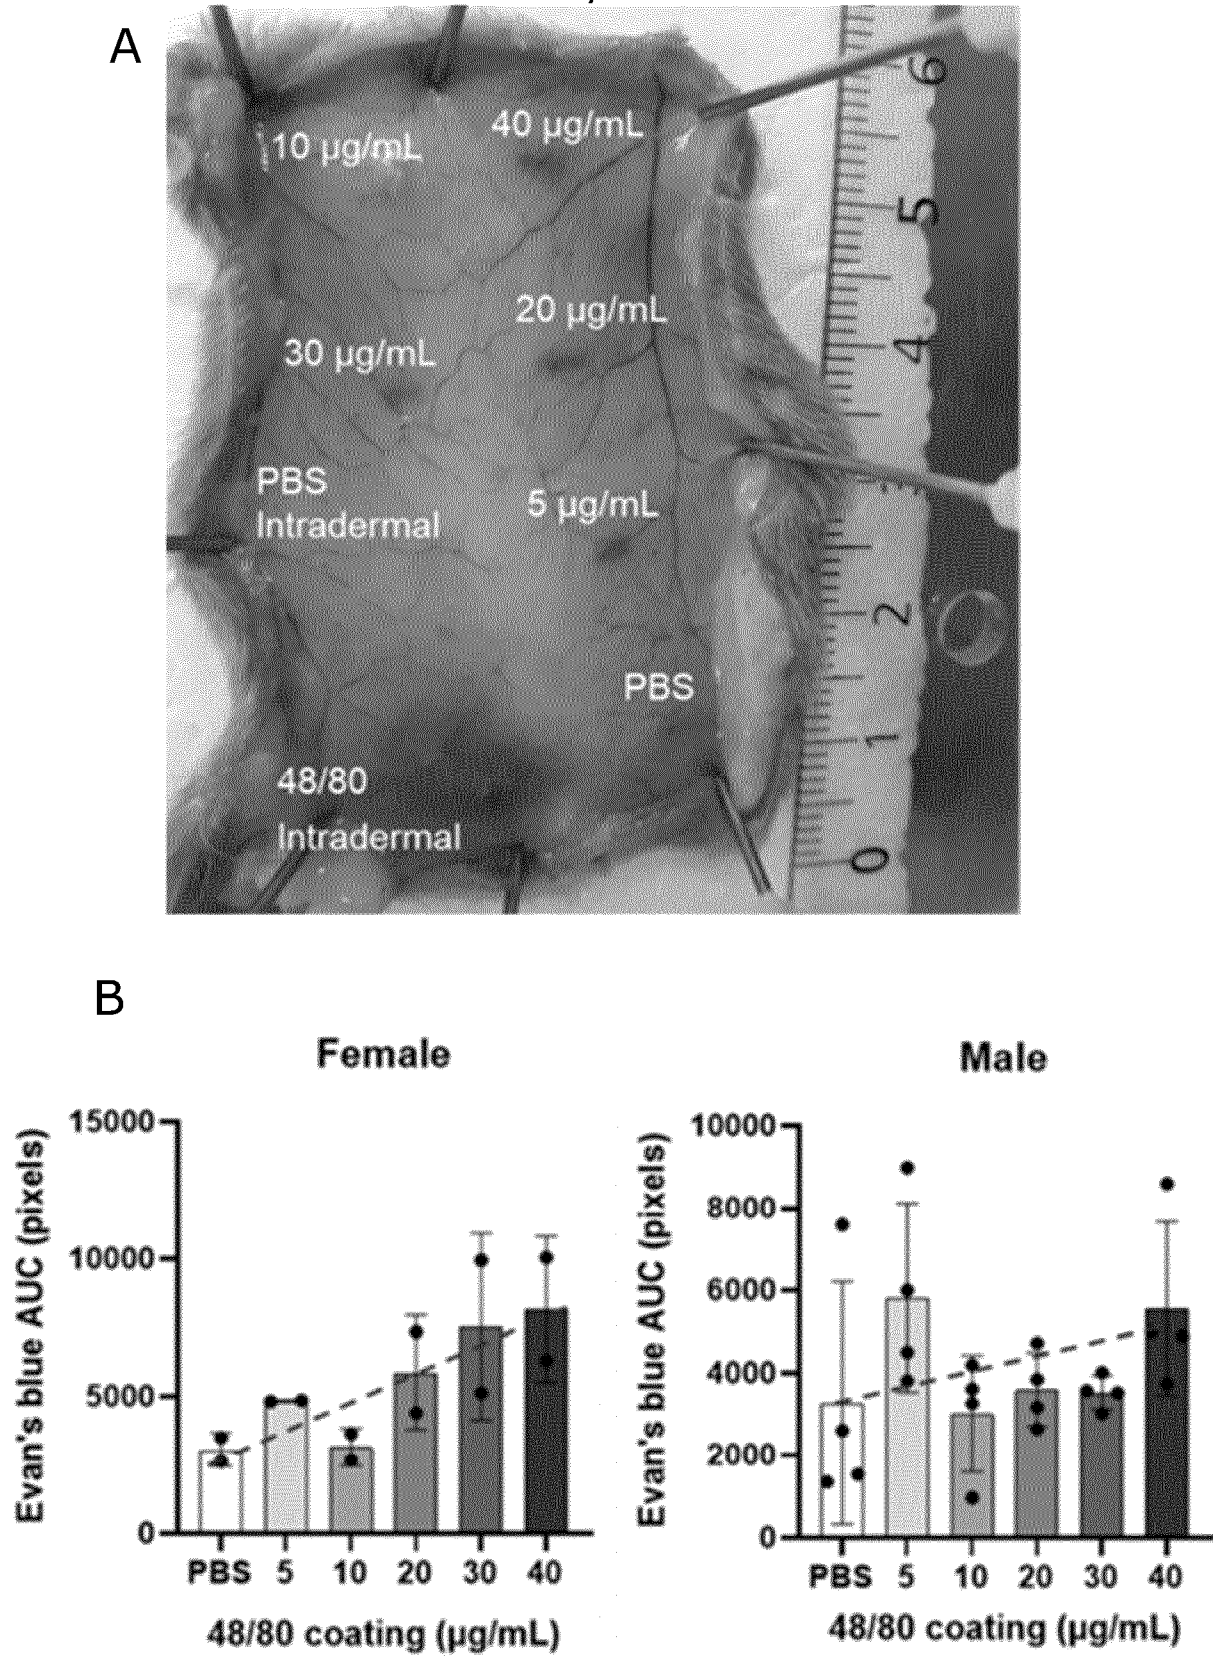 A
10 µg/mL
40 µg/mL
20 µg/mL
30 µg/mL
PBS
Intradermal
5 µg/mL
PBS
48/80
Intradermal
6
5
4
2
1
0
B
Female
Evan's blue AUC (pixels)
15000
10000
5000
0
PBS 5 10 20 30 40
48/80 coating (µg/mL)
Male
Evan's blue AUC (pixels)
10000
8000
6000
4000
2000
0
PBS 5 10 20 30 40
48/80 coating (µg/mL)